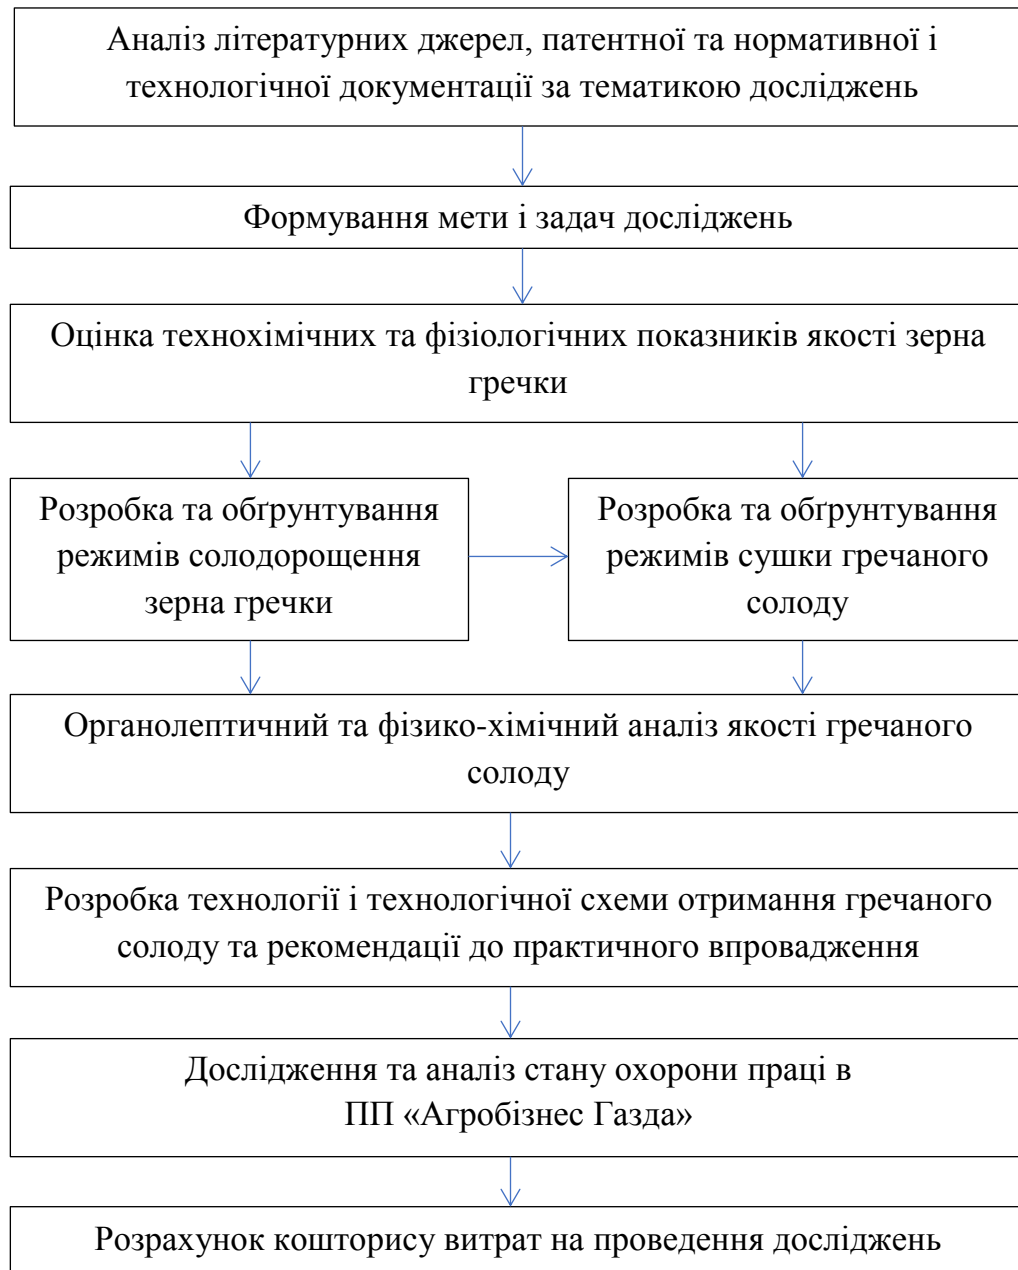 Аналіз літературних джерел, патентної та нормативної і
технологічної документації за тематикою досліджень
Формування мети і задач досліджень
Оцінка технохімічних та фізіологічних показників якості зерна
гречки
Розробка та обґрунтування
режимів солодорощення
зерна гречки
Розробка та обґрунтування
режимів сушки гречаного
солоду
Органолептичний та фізико-хімічний аналіз якості гречаного
солоду
Розробка технології і технологічної схеми отримання гречаного
солоду та рекомендації до практичного впровадження
Дослідження та аналіз стану охорони праці в
ПП «Агробізнес Газда»
Розрахунок кошторису витрат на проведення досліджень